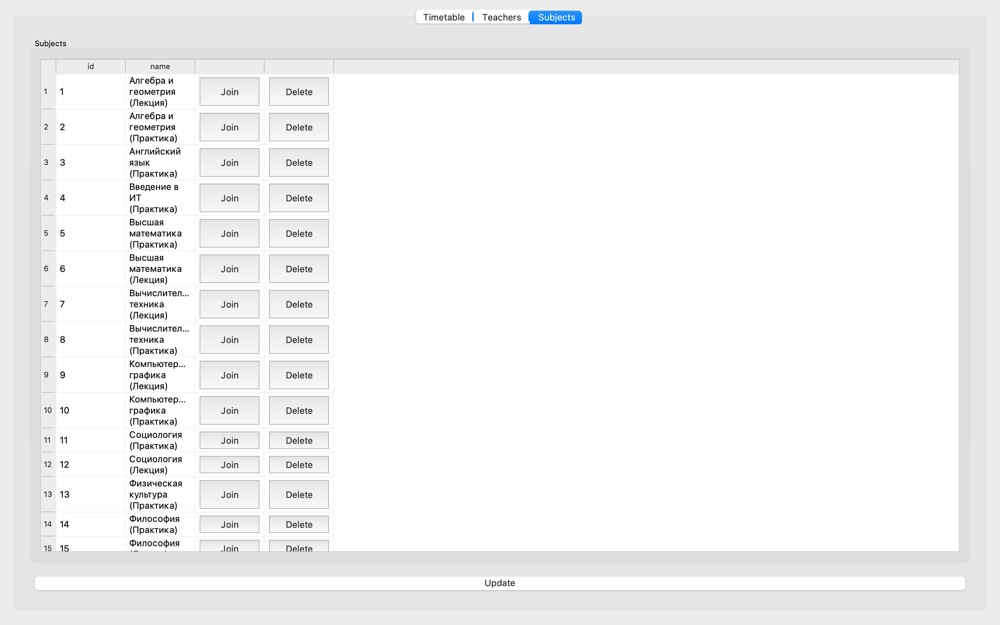 Timetable Teachers Subjects
Subjects
id name
1 1 Алгебра и геометрия (Лекция) Join Delete
2 2 Алгебра и геометрия (Практика) Join Delete
3 3 Английский язык (Практика) Join Delete
4 4 Введение в ИТ (Практика) Join Delete
5 5 Высшая математика (Практика) Join Delete
6 6 Высшая математика (Лекция) Join Delete
7 7 Вычислител... техника (Лекция) Join Delete
8 8 Вычислител... техника (Практика) Join Delete
9 9 Компьютер... графика (Лекция) Join Delete
10 10 Компьютер... графика (Практика) Join Delete
11 11 Социология (Практика) Join Delete
12 12 Социология (Лекция) Join Delete
13 13 Физическая культура (Практика) Join Delete
14 14 Философия (Практика) Join Delete
15 15 Философия Join Delete
Update